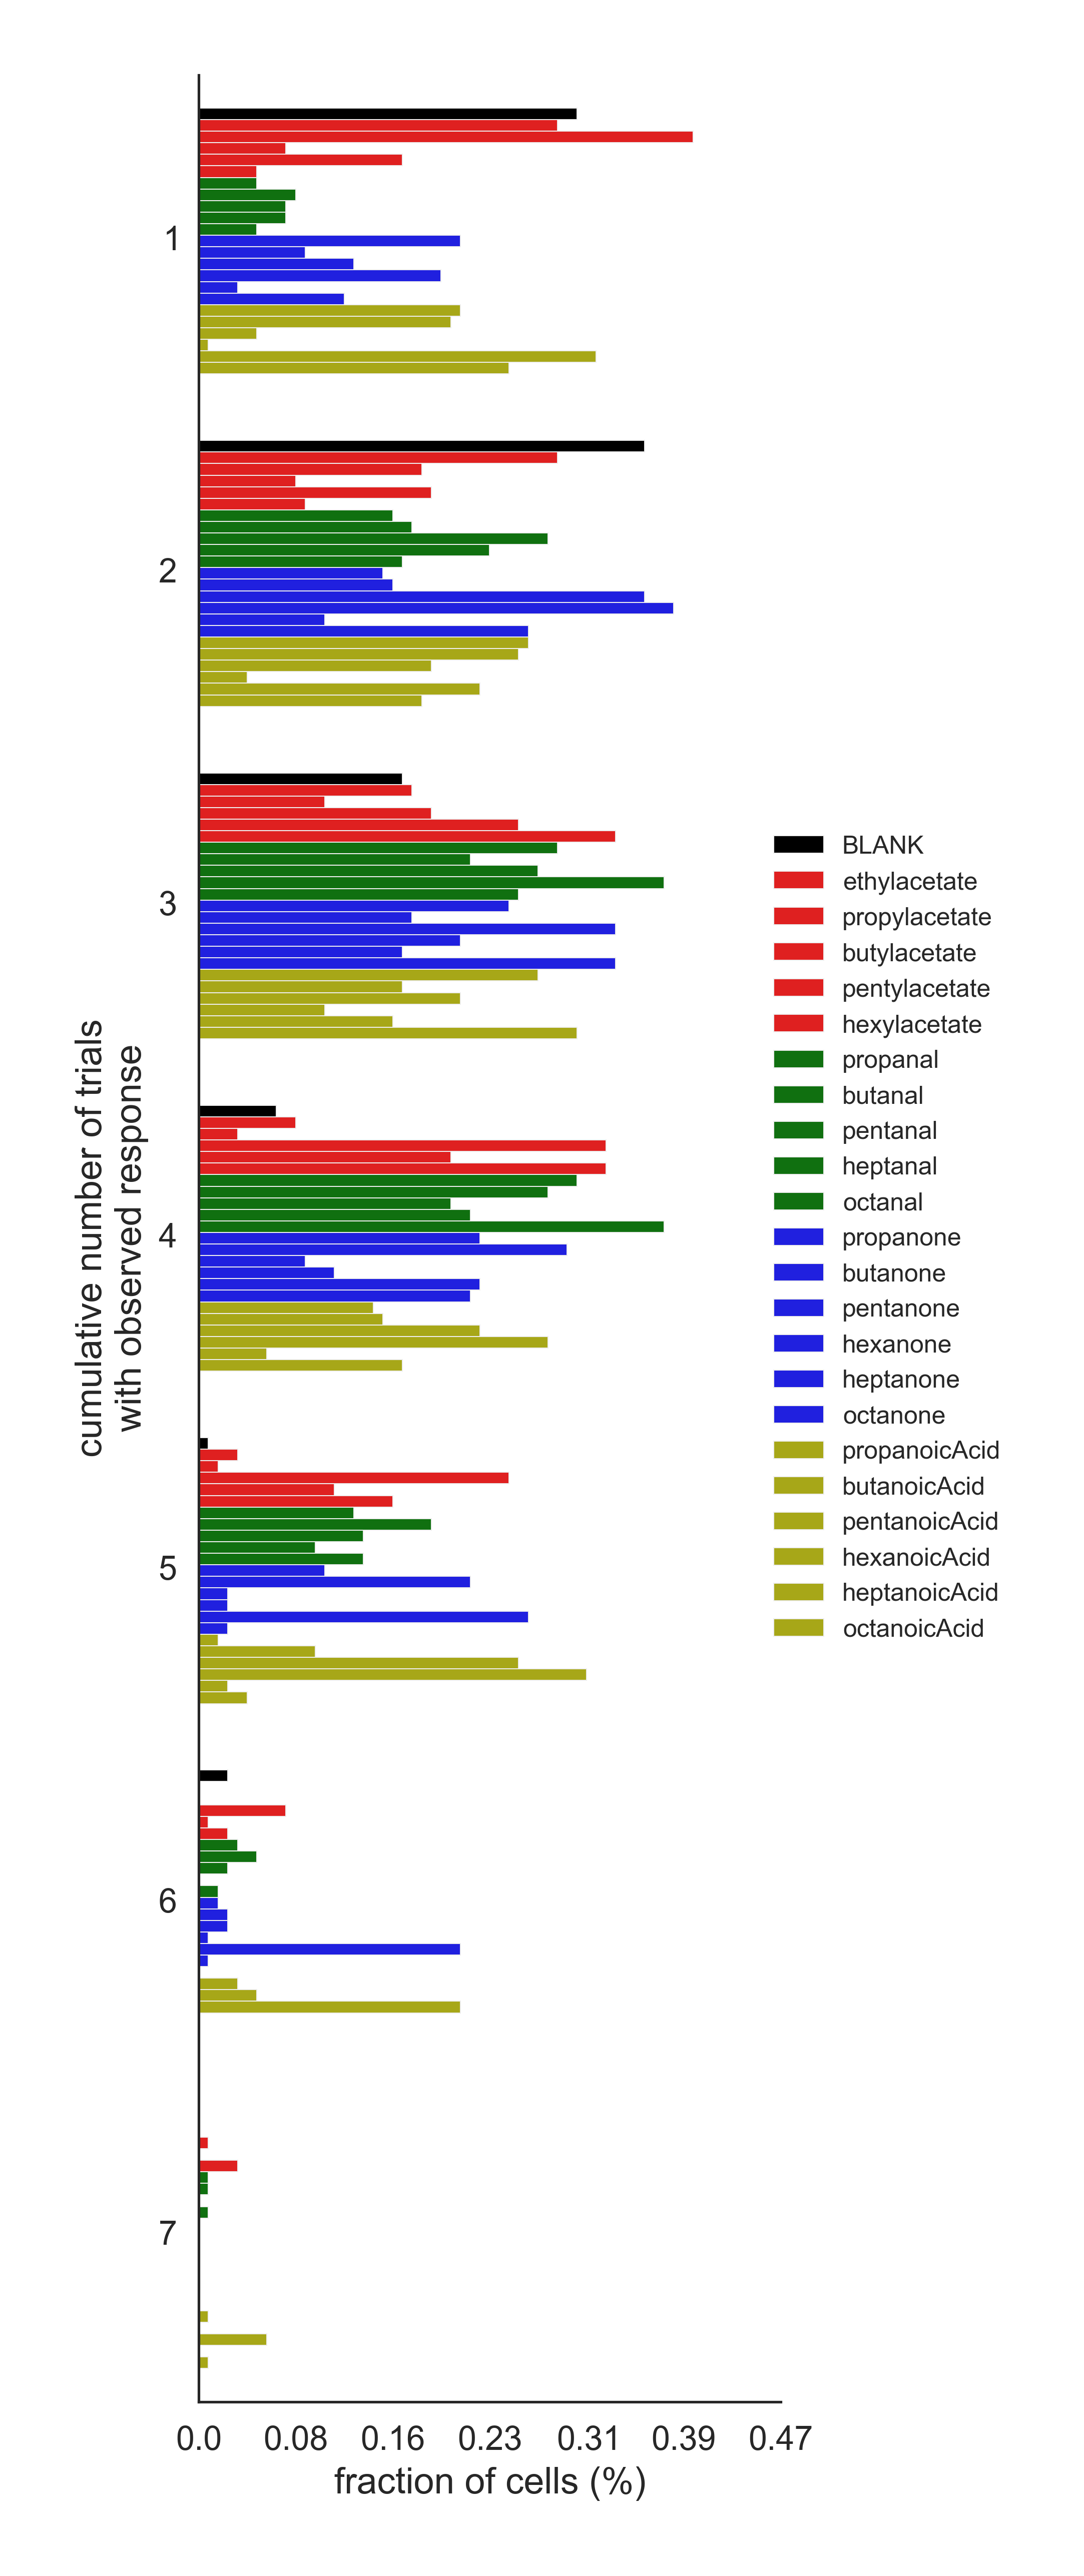 1
2
3
4
5
6
7
cumulative number of trials
with observed response
BLANK
ethylacetate
propylacetate
butylacetate
pentylacetate
hexylacetate
propanal
butanal
pentanal
heptanal
octanal
propanone
butanone
pentanone
hexanone
heptanone
octanone
propanoicAcid
butanoicAcid
pentanoicAcid
hexanoicAcid
heptanoicAcid
octanoicAcid
0.0 0.08 0.16 0.23 0.31 0.39 0.47
fraction of cells (%)